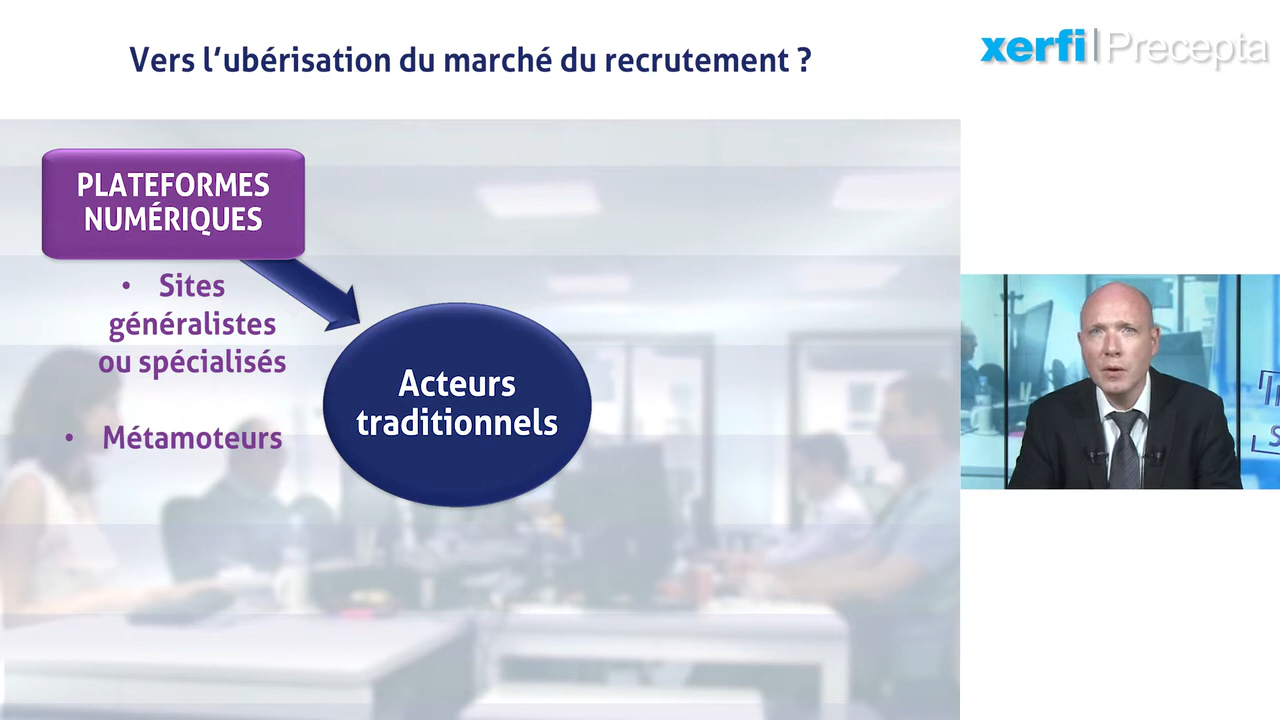 Vers l’ubérisation du marché du recrutement ?
xerfi|Precepta
PLATEFORMES
NUMÉRIQUES
• Sites
généralistes
ou spécialisés
• Métamoteurs
Acteurs
traditionnels